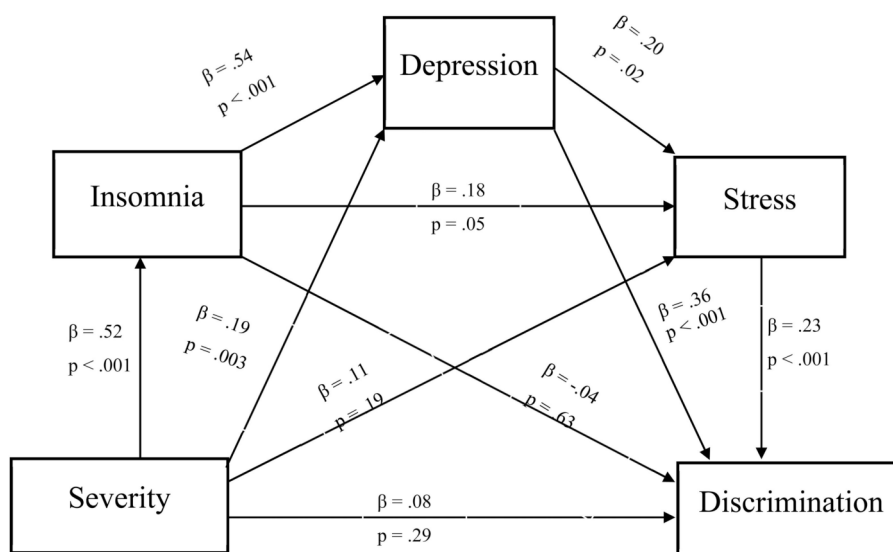 Depression
β = .54
p < .001
β = .20
p = .02
Insomnia
β = .18
p = .05
Stress
β = .52
p < .001
β = .19
p = .003
β = .11
p = .19
β = -.04
p = .63
β = .36
p < .001
β = .23
p < .001
Severity
β = .08
p = .29
Discrimination